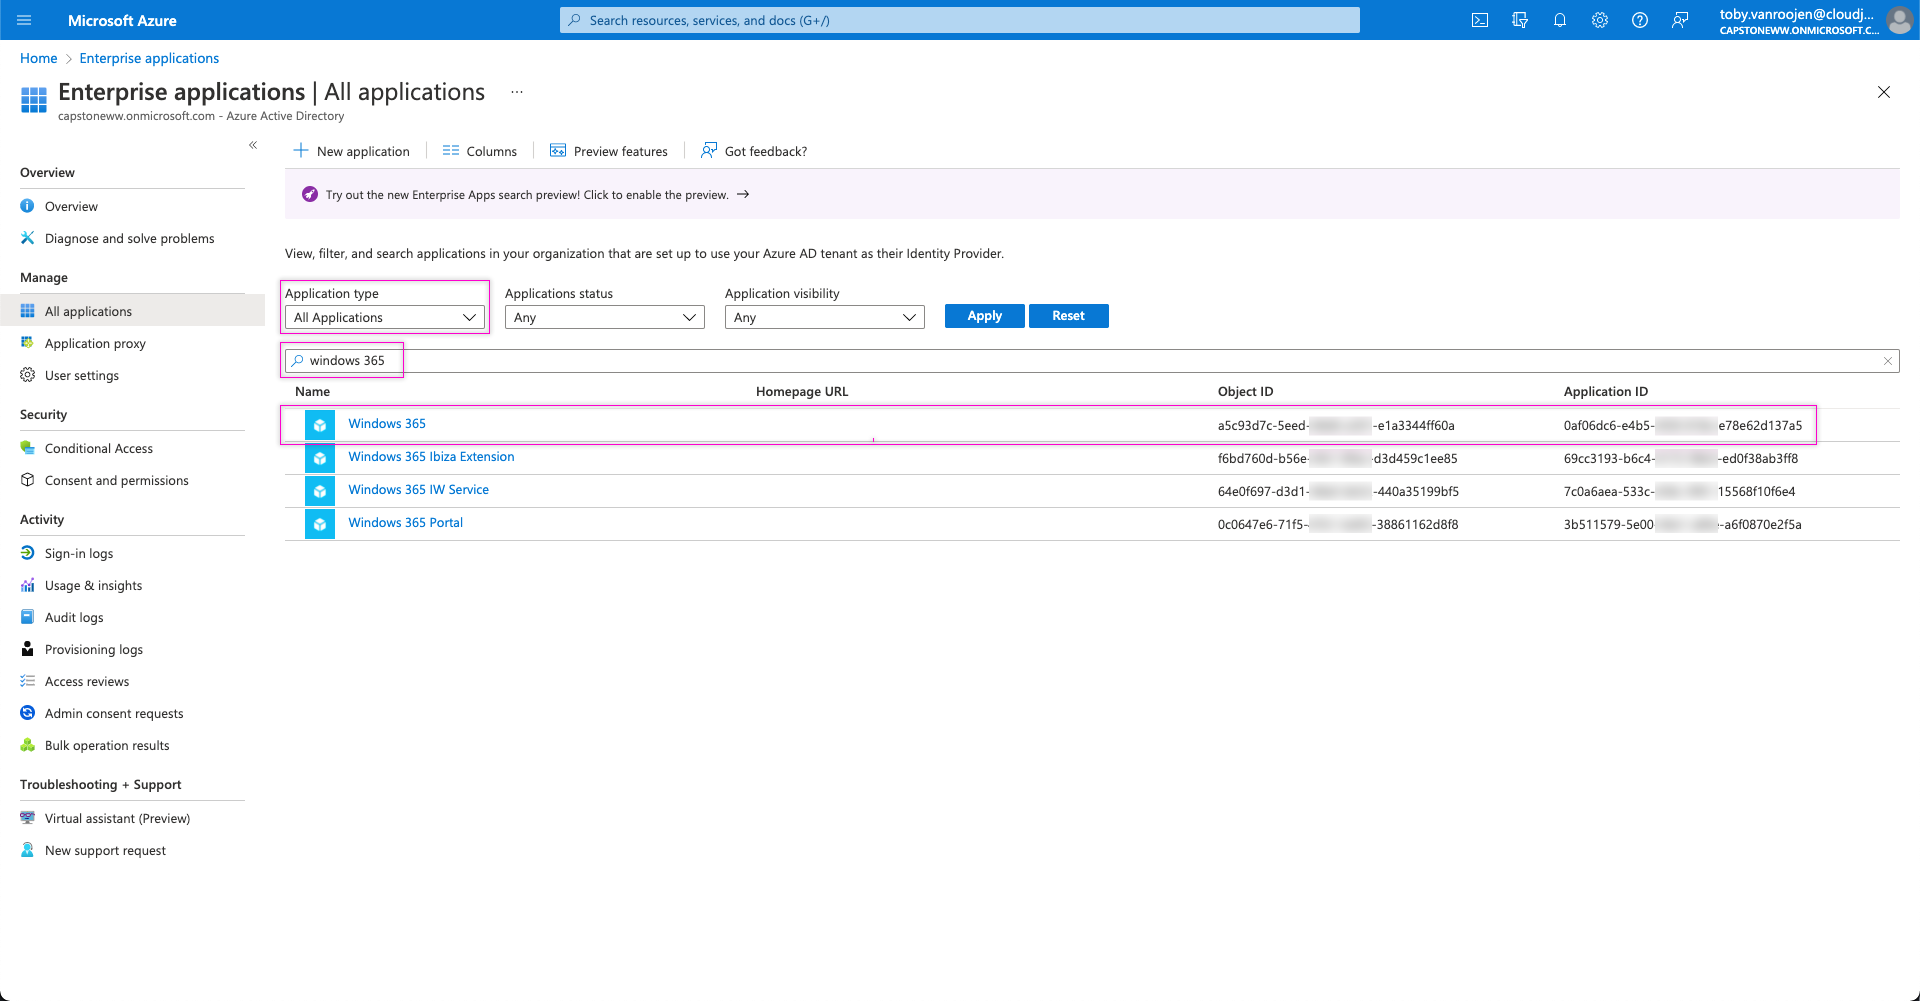 Microsoft Azure
Search resources, services, and docs (G+/)
toby.vanroojen@cloudj...
CAPSTONEWW.ONMICROSOFT.C...
Home > Enterprise applications
Enterprise applications | All applications ...
capstoneww.onmicrosoft.com - Azure Active Directory
«
New application
Columns
Preview features
Got feedback?
Overview
Overview
Diagnose and solve problems
Manage
All applications
Application proxy
User settings
Security
Conditional Access
Consent and permissions
Activity
Sign-in logs
Usage & insights
Audit logs
Provisioning logs
Access reviews
Admin consent requests
Bulk operation results
Troubleshooting + Support
Virtual assistant (Preview)
New support request
Try out the new Enterprise Apps search preview! Click to enable the preview. →
View, filter, and search applications in your organization that are set up to use your Azure AD tenant as their Identity Provider.
Application type
All Applications
Applications status
Any
Application visibility
Any
Apply
Reset
windows 365
Name Homepage URL Object ID Application ID
Windows 365 a5c93d7c-5eed- -e1a3344ff60a 0af06dc6-e4b5- e78e62d137a5
Windows 365 Ibiza Extension f6bd760d-b56e- -d3d459c1ee85 69cc3193-b6c4- -ed0f38ab3ff8
Windows 365 IW Service 64e0f697-d3d1- -440a35199bf5 7c0a6aea-533c- 15568f10f6e4
Windows 365 Portal 0c0647e6-71f5- -38861162d8f8 3b511579-5e00 -a6f0870e2f5a